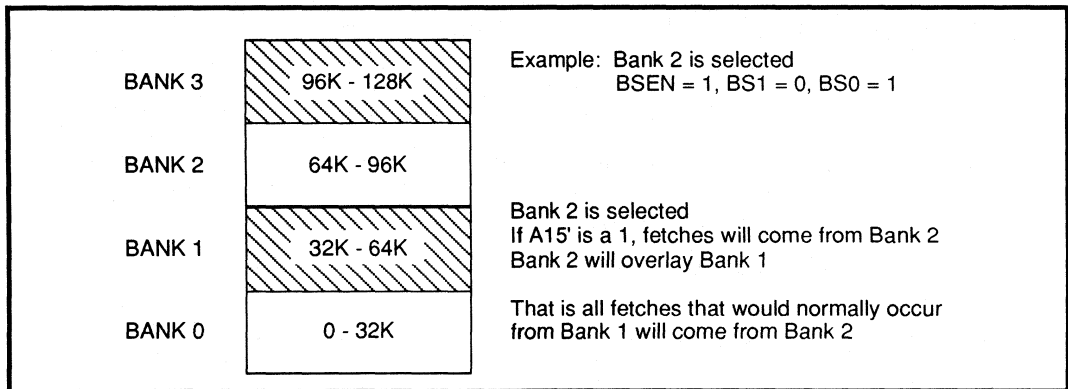 BANK 3
96K - 128K
Example: Bank 2 is selected
BSEN = 1, BS1 = 0, BS0 = 1
BANK 2
64K - 96K
BANK 1
32K - 64K
Bank 2 is selected
If A15' is a 1, fetches will come from Bank 2
Bank 2 will overlay Bank 1
BANK 0
0 - 32K
That is all fetches that would normally occur
from Bank 1 will come from Bank 2